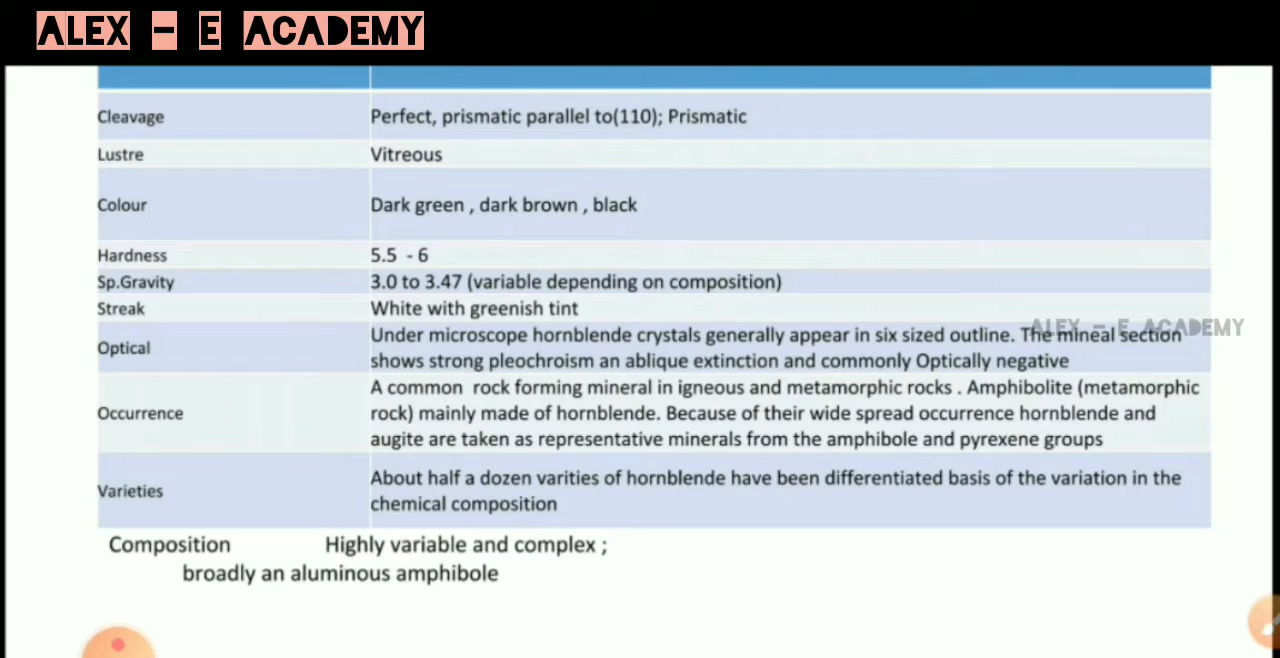 ALEX - E ACADEMY
Cleavage Perfect, prismatic parallel to(110); Prismatic
Lustre Vitreous
Colour Dark green , dark brown , black
Hardness 5.5 - 6
Sp.Gravity 3.0 to 3.47 (variable depending on composition)
Streak White with greenish tint
ALEX - E ACADEMY
Optical Under microscope hornblende crystals generally appear in six sized outline. The mineal section
shows strong pleochroism an ablique extinction and commonly Optically negative
Occurrence A common rock forming mineral in igneous and metamorphic rocks . Amphibolite (metamorphic
rock) mainly made of hornblende. Because of their wide spread occurrence hornblende and
augite are taken as representative minerals from the amphibole and pyrexene groups
Varieties About half a dozen varities of hornblende have been differentiated basis of the variation in the
chemical composition
Composition Highly variable and complex ;
broadly an aluminous amphibole